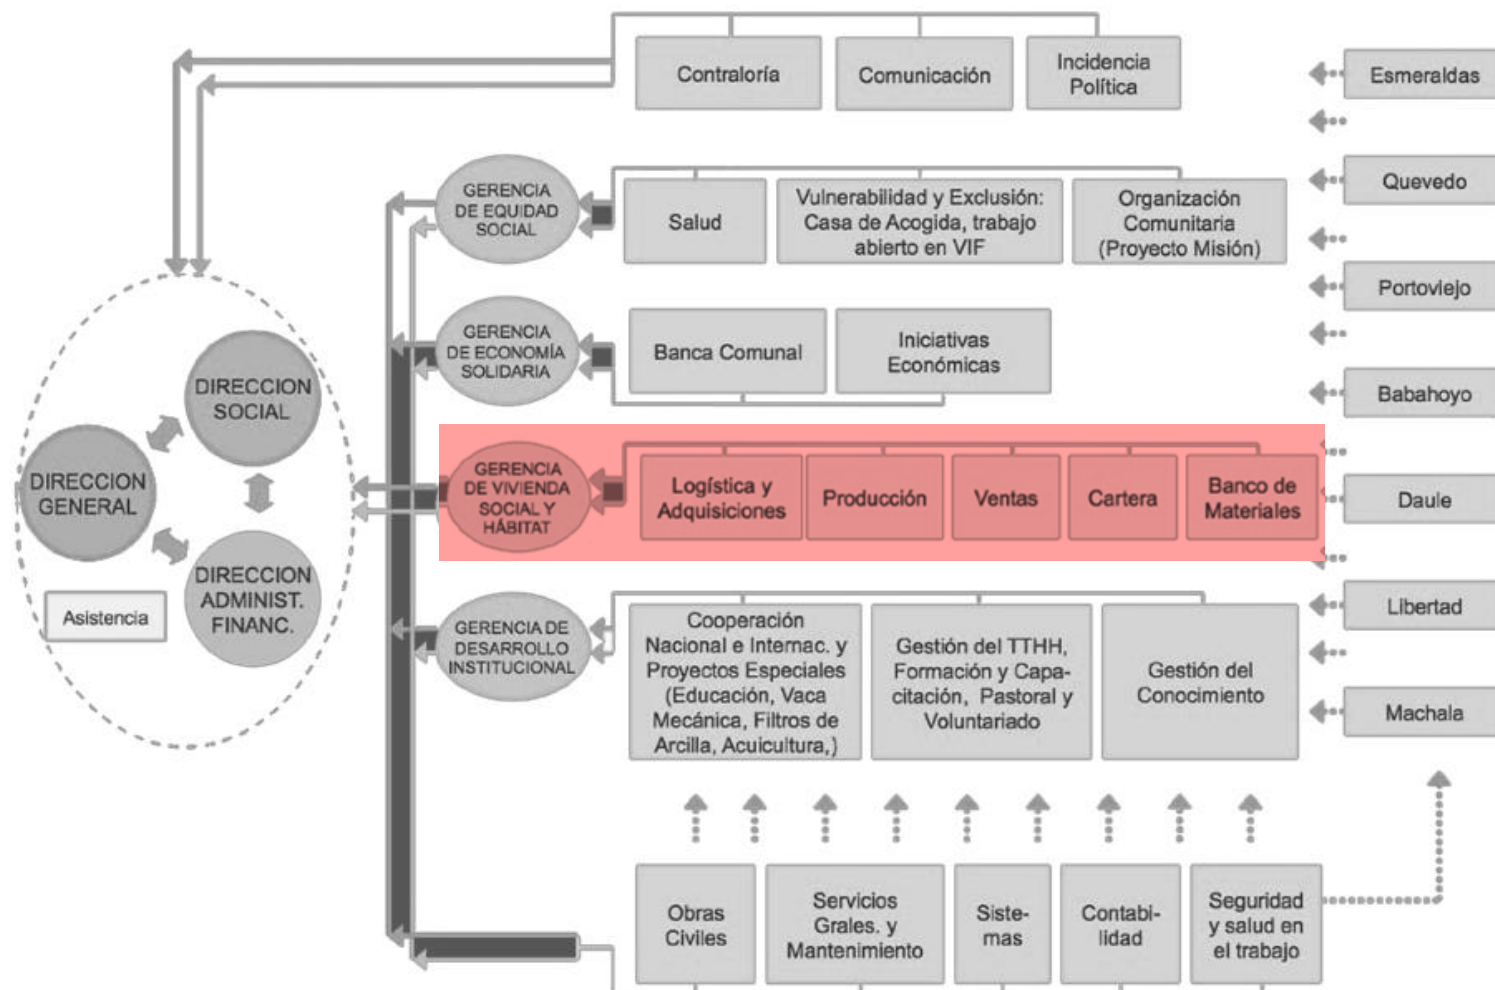 Contraloría
Comunicación
Incidencia
Política
Esmeraldas
GERENCIA
DE EQUIDAD
SOCIAL
Salud
Vulnerabilidad y Exclusión:
Casa de Acogida, trabajo
abierto en VIF
Organización
Comunitaria
(Proyecto Misión)
Quevedo
Portoviejo
GERENCIA
DE ECONOMÍA
SOLIDARIA
Banca Comunal
Iniciativas
Económicas
Babahoyo
DIRECCION
SOCIAL
DIRECCION
GENERAL
DIRECCION
ADMINIST.
FINANC.
Asistencia
GERENCIA
DE VIVIENDA
SOCIAL Y
HÁBITAT
Logística y
Adquisiciones
Producción
Ventas
Cartera
Banco de
Materiales
Daule
GERENCIA DE
DESARROLLO
INSTITUCIONAL
Cooperación
Nacional e Internac. y
Proyectos Especiales
(Educación, Vaca
Mecánica, Filtros de
Arcilla, Acuicultura,)
Gestión del TTHH,
Formación y Capa-
citación, Pastoral y
Voluntariado
Gestión del
Conocimiento
Libertad
Machala
Obras
Civiles
Servicios
Grales. y
Mantenimiento
Siste-
mas
Contabi-
lidad
Seguridad
y salud en
el trabajo